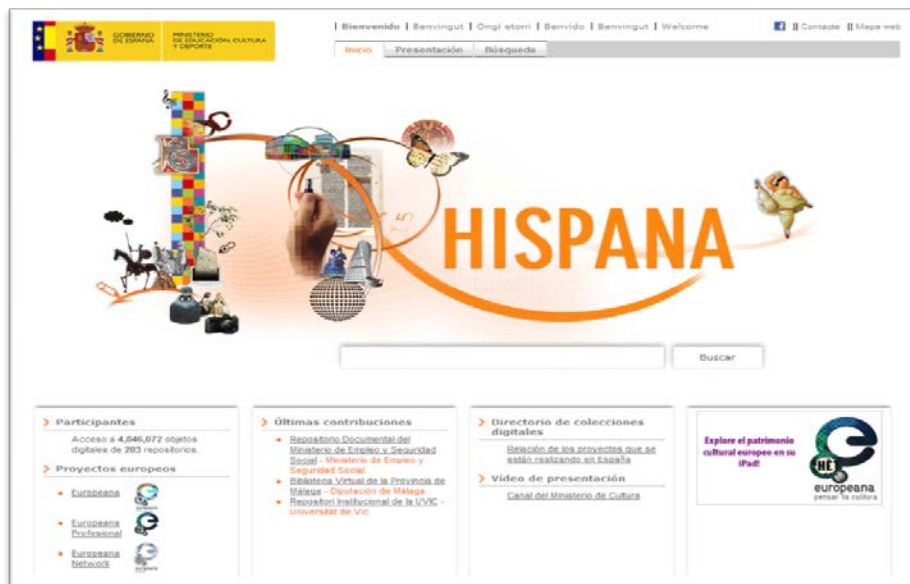 GOBIERNO
DE ESPAÑA
MINISTERIO
DE EDUCACIÓN, CULTURA
Y DEPORTE
| Bienvenido | Benvingut | Ongi etorri | Benvido | Benvingut | Welcome
|| Contacte || Mapa web
Inicio Presentación Búsqueda
HISPANA
Buscar
Participantes
Acceso a 4,846,072 objetos
digitales de 203 repositorios.
Proyectos europeos
Europeana
Europeana
Profesional
Europeana
Network
Últimas contribuciones
Repositorio Documental del
Ministerio de Empleo y Seguridad
Social - Ministerio de Empleo y
Seguridad Social
Biblioteca Virtual de la Provincia de
Málaga - Diputación de Málaga
Repositori Institucional de la UVIC -
Universitat de Vic
Directorio de colecciones
digitales
Relación de los proyectos que se
están realizando en España
Vídeo de presentación
Canal del Ministerio de Cultura
Explore el patrimonio
cultural europeo en su
iPad!
HÈ!
europeana
pensar la cultura